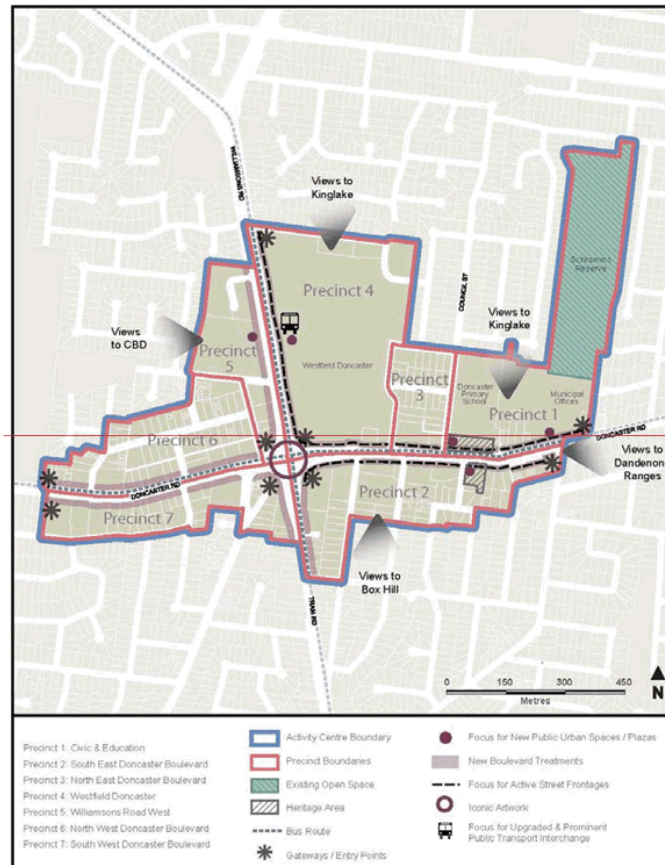 WILLIAMSONS RD
Views to
Kinglake
Precinct 4
COUNCIL ST
Schramms
Reserve
Views to
Kinglake
Views
to CBD
Precinct
5
Westfield Doncaster
Precinct
3
Doncaster
Primary
School
Municipal
Offices
Precinct 1
DONCASTER RD
Precinct 6
Views to
Dandenon
Ranges
DONCASTER RD
Precinct 2
Precinct 7
Views to
Box Hill
TRAM RD
0 150 300 450
Metres
N
Precinct 1: Civic & Education
Precinct 2: South East Doncaster Boulevard
Precinct 3: North East Doncaster Boulevard
Precinct 4: Westfield Doncaster
Precinct 5: Williamsons Road West
Precinct 6: North West Doncaster Boulevard
Precinct 7: South West Doncaster Boulevard
Activity Centre Boundary
Precinct Boundaries
Existing Open Space
Heritage Area
Bus Route
Gateways / Entry Points
Focus for New Public Urban Spaces / Plazas
New Boulevard Treatments
Focus for Active Street Frontages
Iconic Artwork
Focus for Upgraded & Prominent
Public Transport Interchange